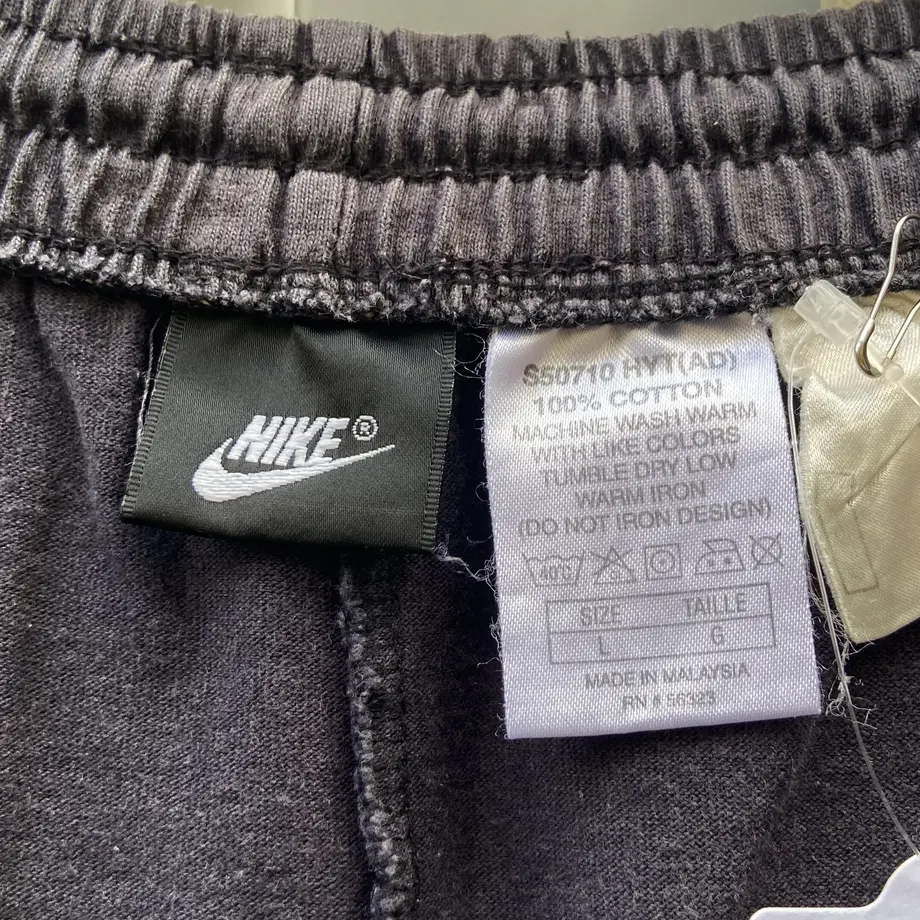 NIKE®
S50710 HYT(AD)
100% COTTON
MACHINE WASH WARM
WITH LIKE COLORS
TUMBLE DRY LOW
WARM IRON
(DO NOT IRON DESIGN)
40°C
SIZE TAILLE
L G
MADE IN MALAYSIA
RN # 56323